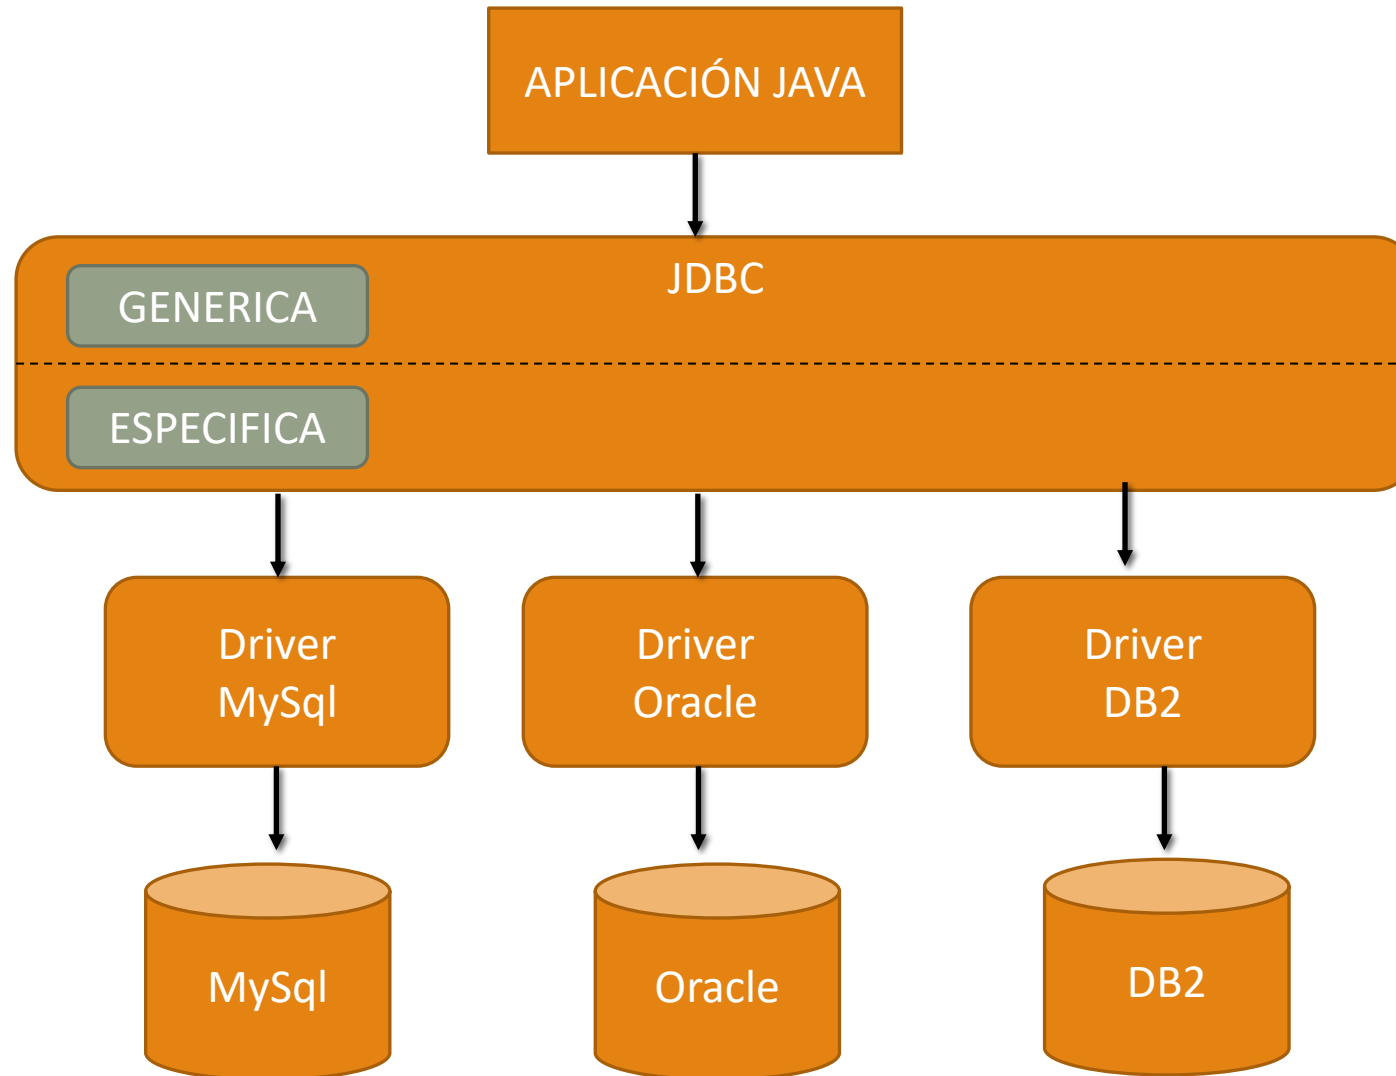 APLICACIÓN JAVA
JDBC
GENERICA
ESPECIFICA
Driver
MySql
Driver
Oracle
Driver
DB2
MySql
Oracle
DB2